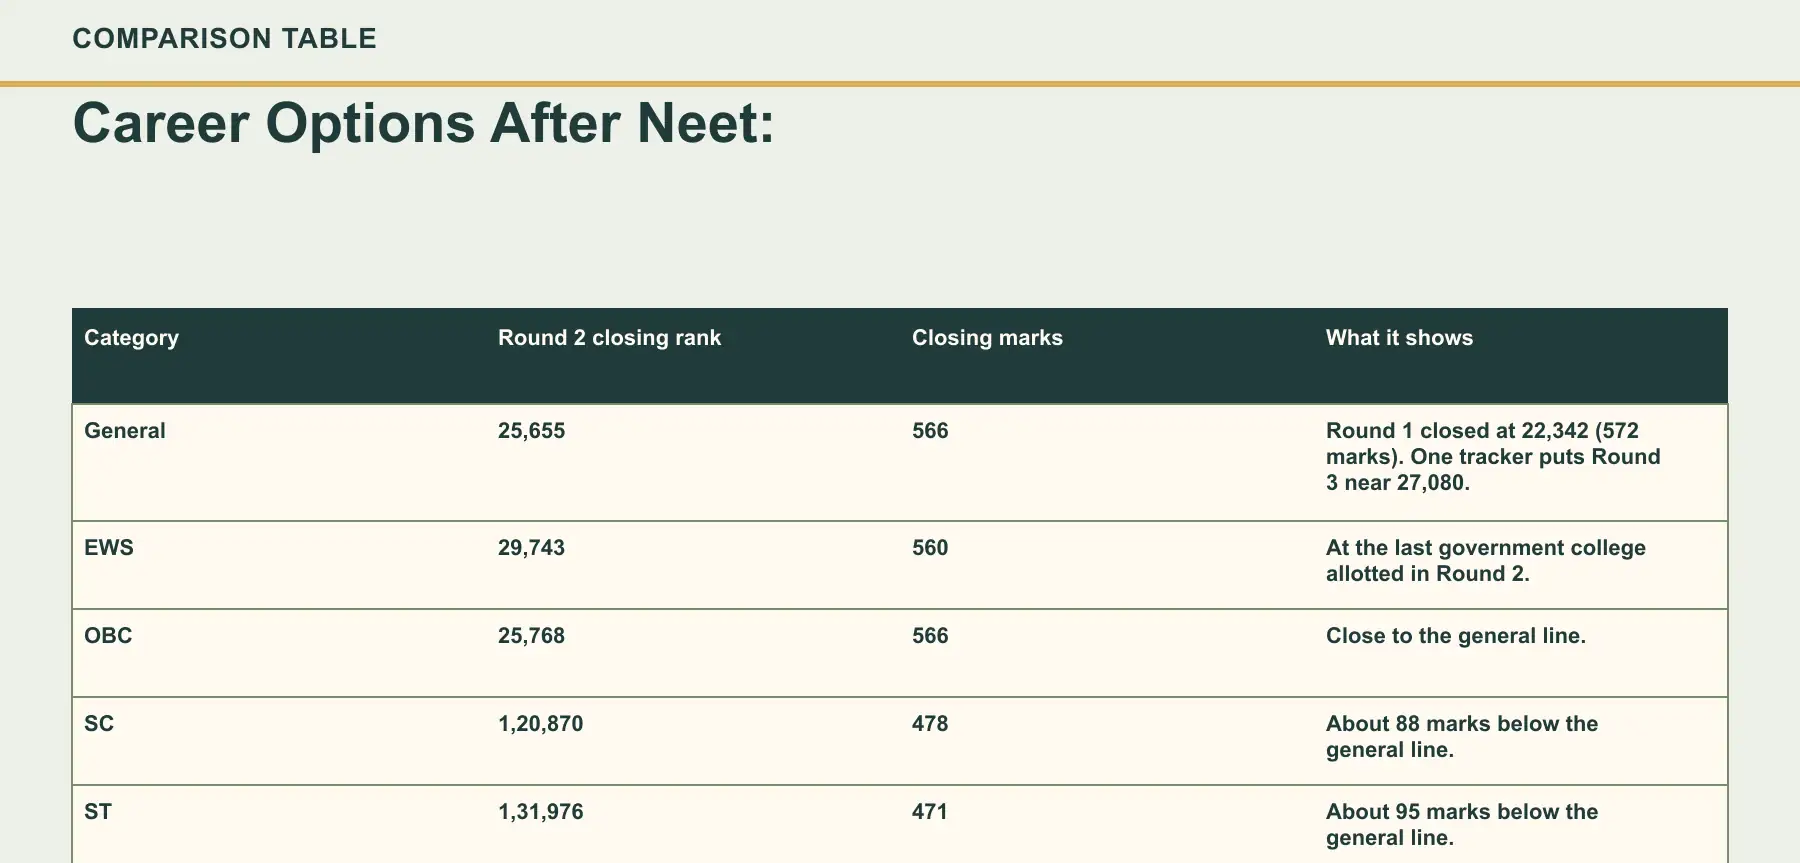 COMPARISON TABLE
Career Options After Neet:
Category Round 2 closing rank Closing marks What it shows
General 25,655 566 Round 1 closed at 22,342 (572
marks). One tracker puts Round
3 near 27,080.
EWS 29,743 560 At the last government college
allotted in Round 2.
OBC 25,768 566 Close to the general line.
SC 1,20,870 478 About 88 marks below the
general line.
ST 1,31,976 471 About 95 marks below the
general line.